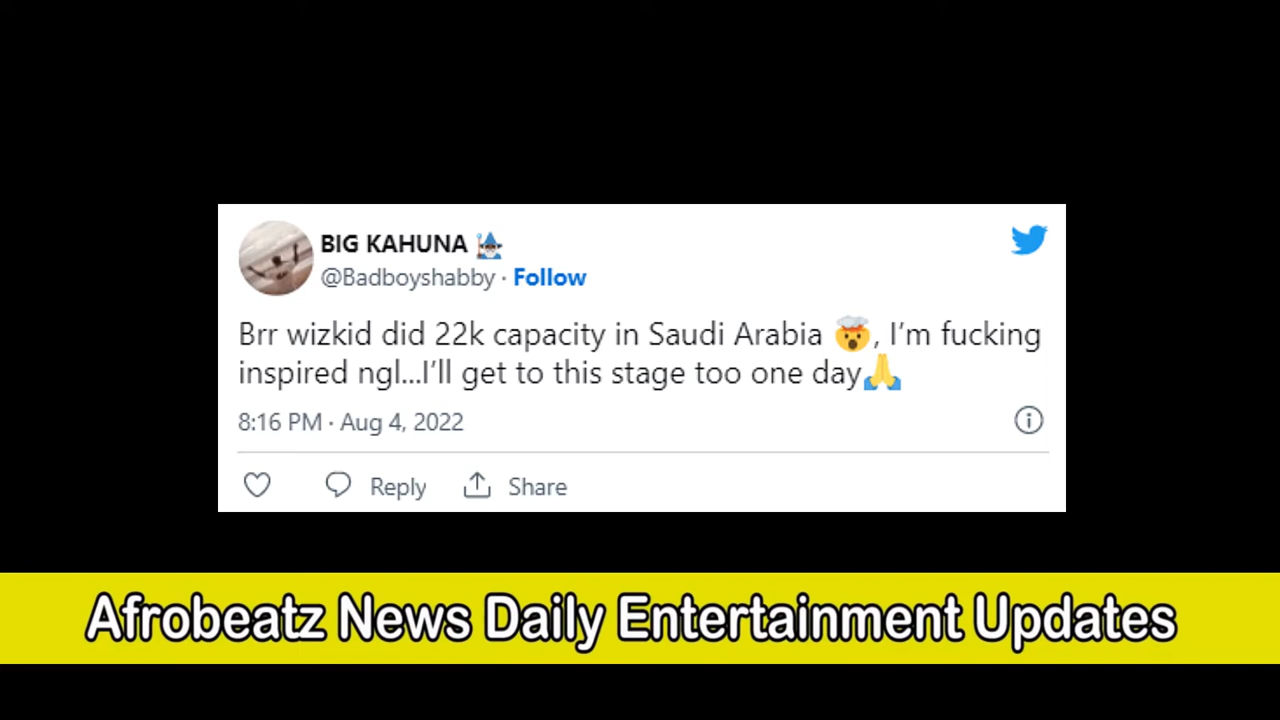 BIG KAHUNA 🧙‍♂️
@Badboyshabby · Follow
Brr wizkid did 22k capacity in Saudi Arabia 🤯, I’m fucking
inspired ngl...I’ll get to this stage too one day🙏
8:16 PM · Aug 4, 2022
Reply Share
Afrobeatz News Daily Entertainment Updates